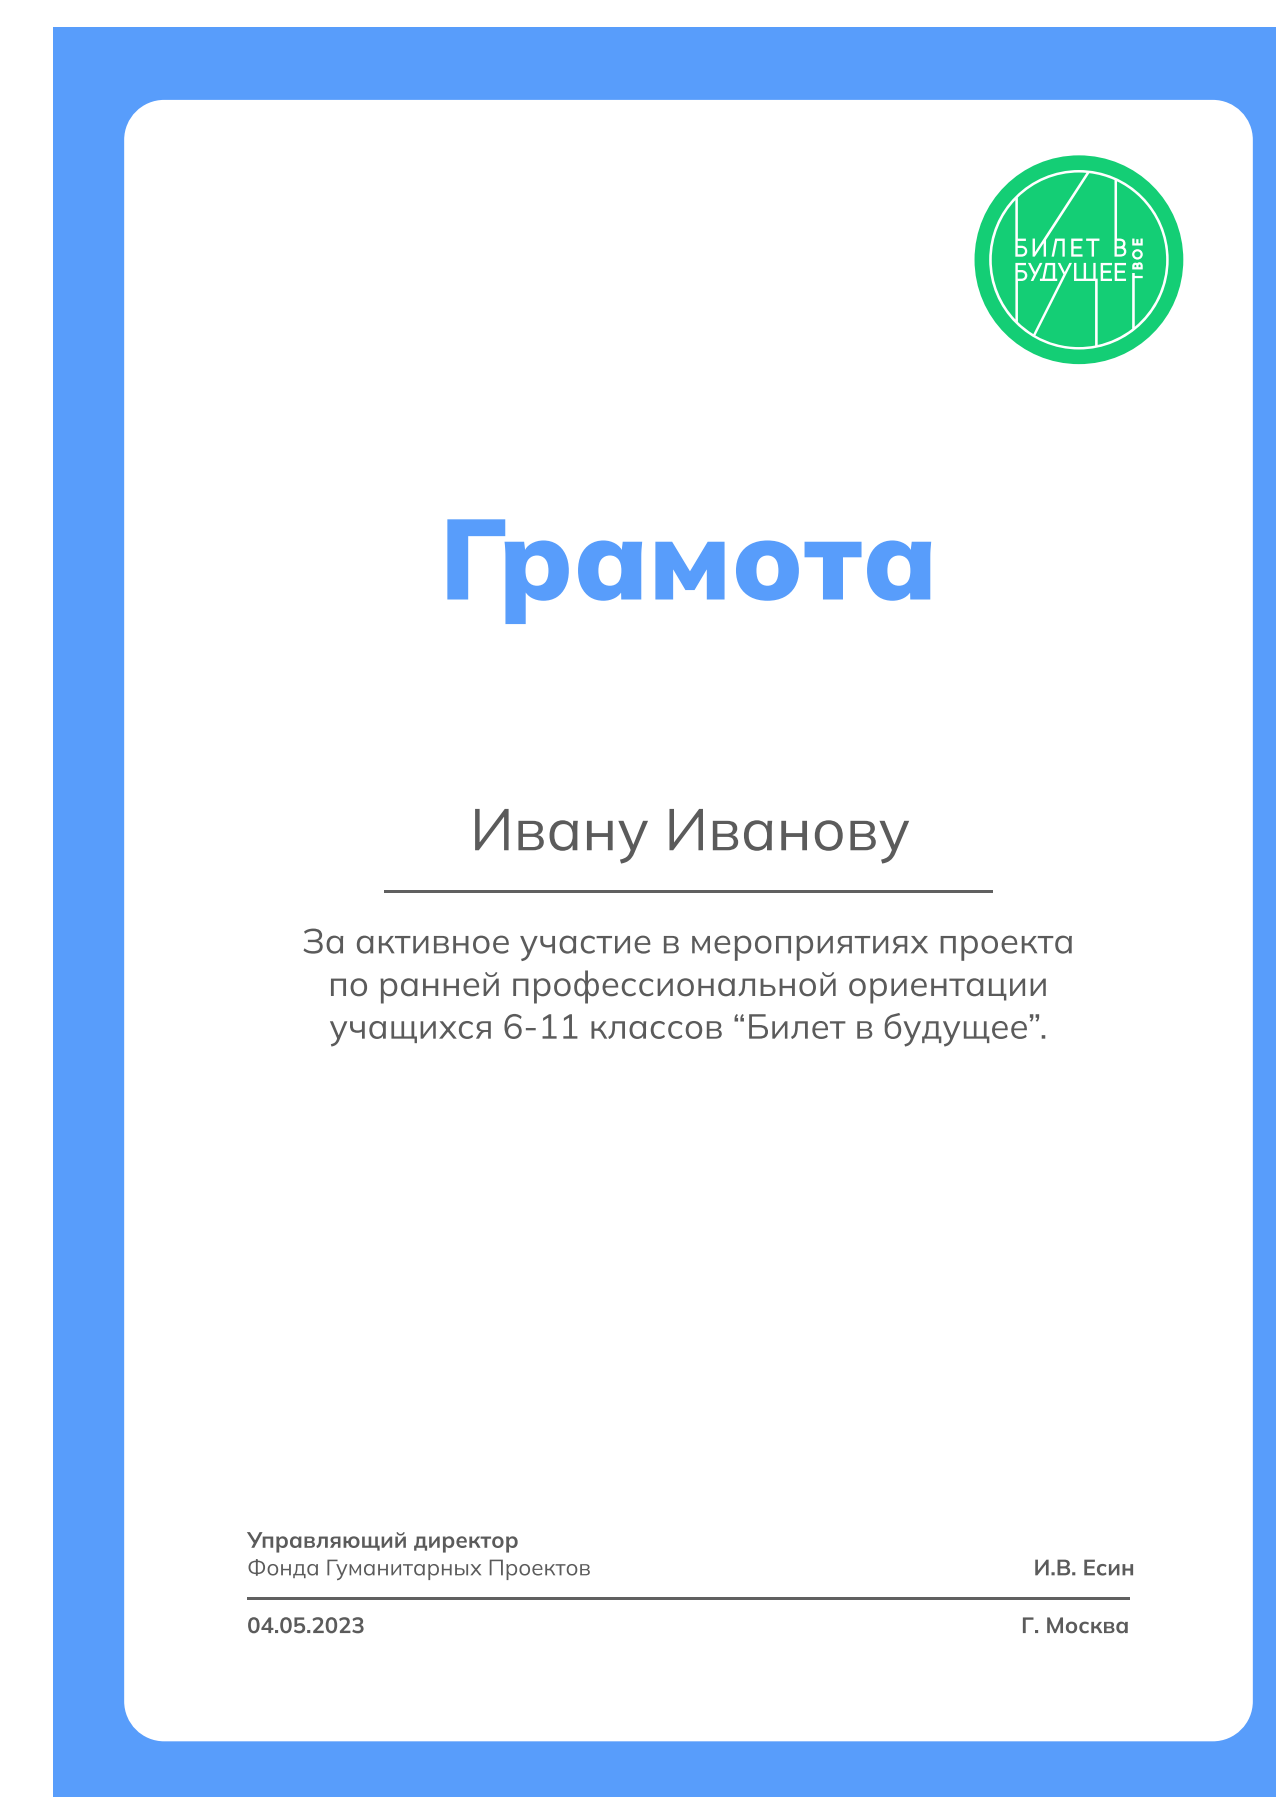 БИЛЕТ В
БУДУЩЕЕ
ТВОЕ
Грамота
Ивану Иванову
За активное участие в мероприятиях проекта
по ранней профессиональной ориентации
учащихся 6-11 классов “Билет в будущее”.
Управляющий директор
Фонда Гуманитарных Проектов
И.В. Есин
04.05.2023
Г. Москва